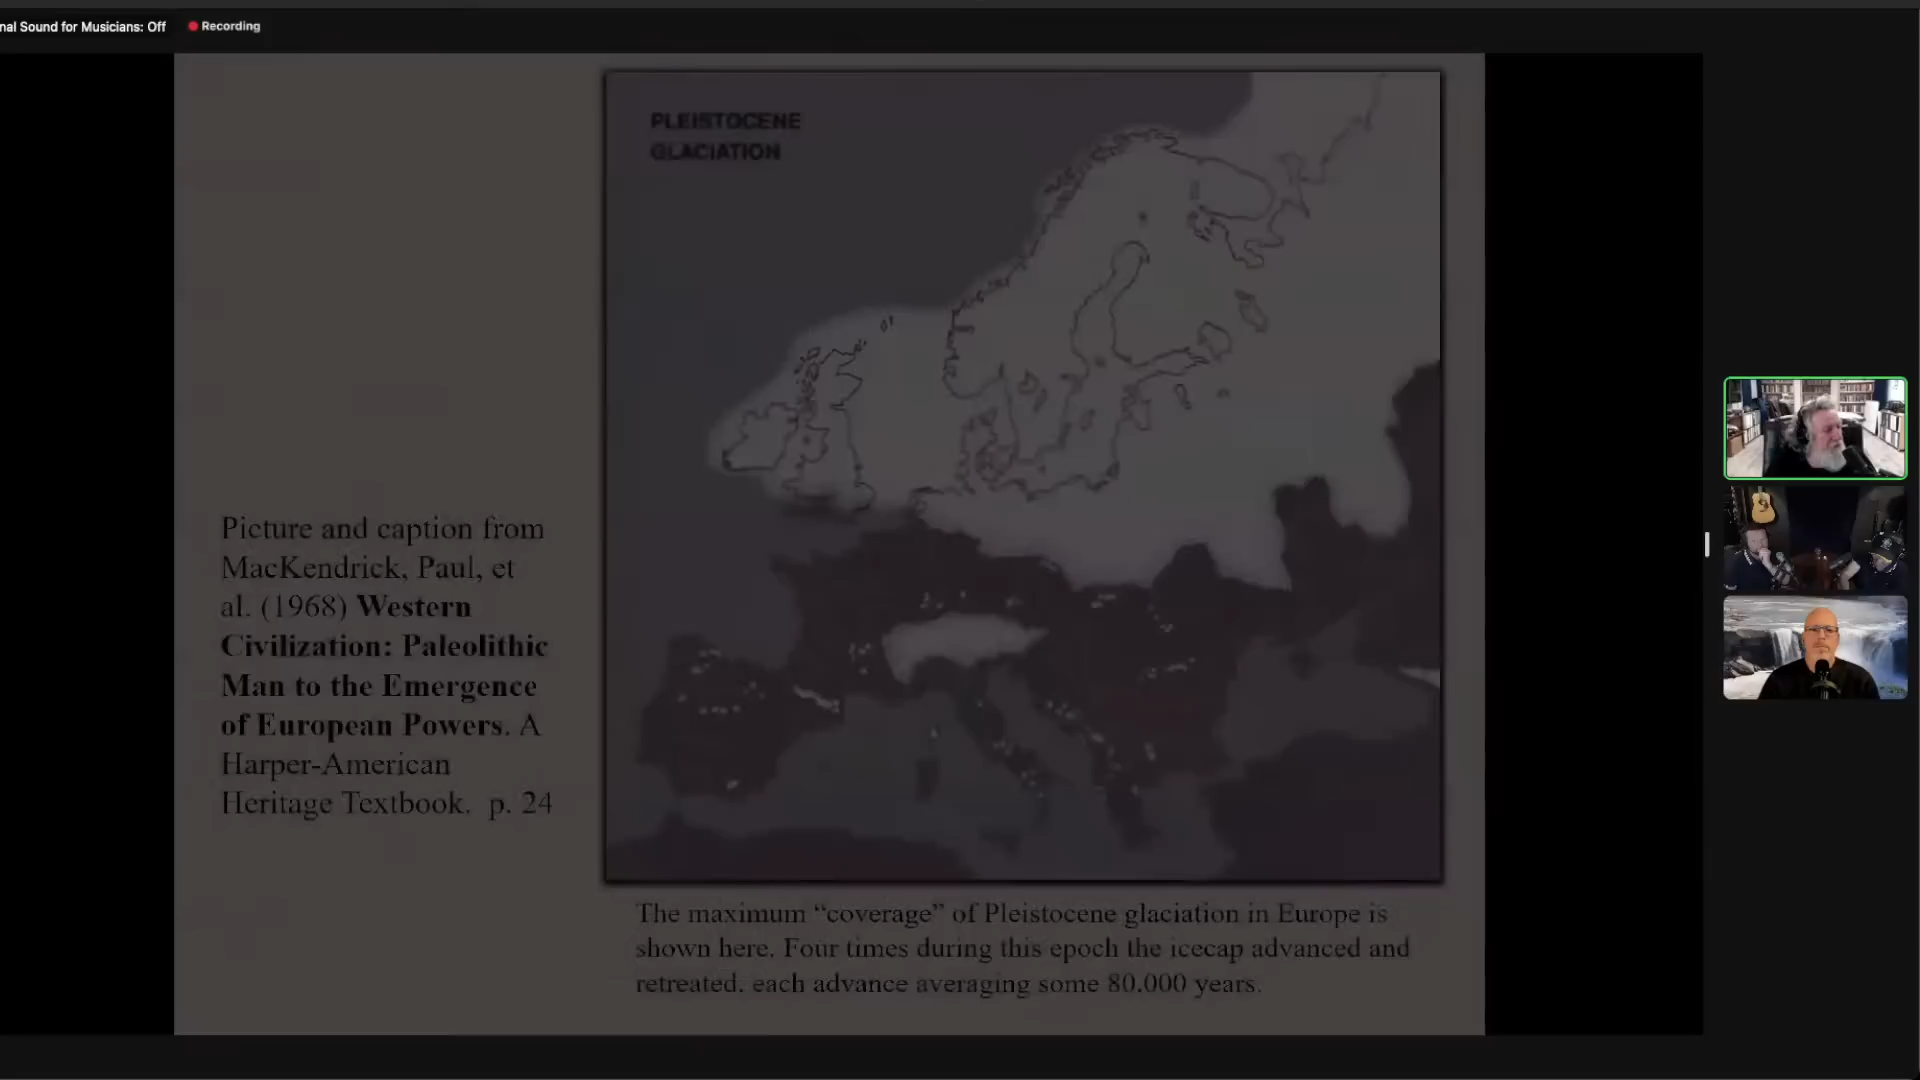 nal Sound for Musicians: Off
Recording
PLEISTOCENE
GLACIATION
Picture and caption from
MacKendrick, Paul, et
al. (1968) Western
Civilization: Paleolithic
Man to the Emergence
of European Powers. A
Harper-American
Heritage Textbook. p. 24
The maximum “coverage” of Pleistocene glaciation in Europe is
shown here. Four times during this epoch the icecap advanced and
retreated. each advance averaging some 80.000 years.